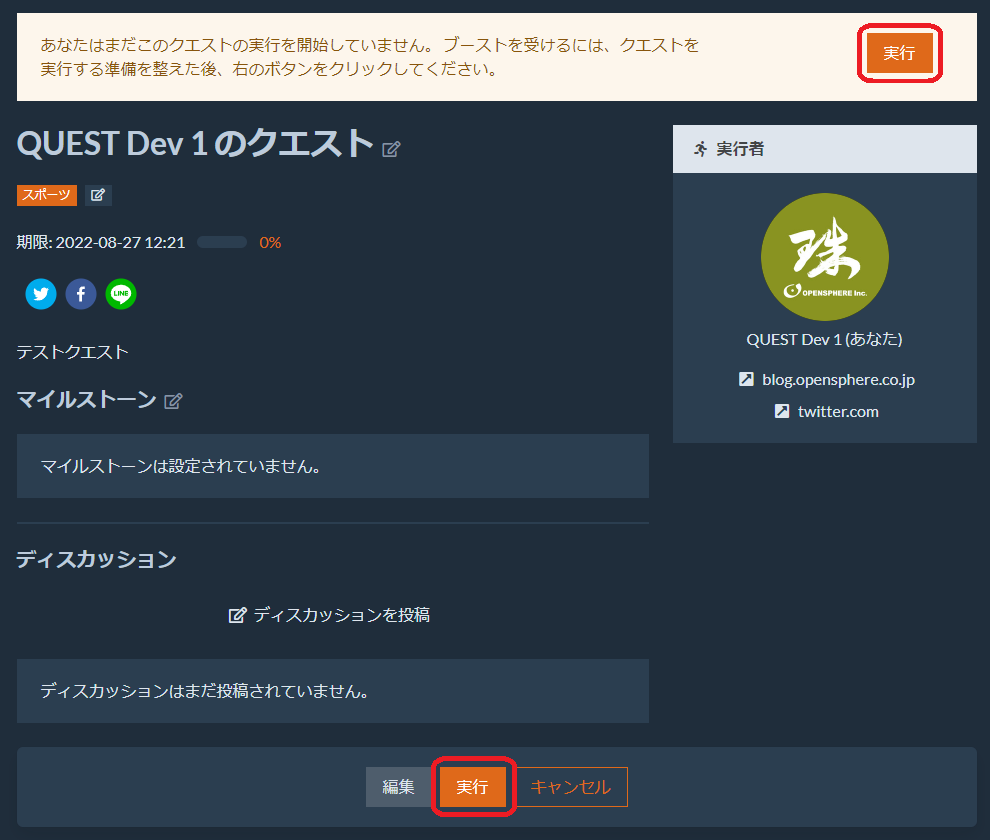 あなたはまだこのクエストの実行を開始していません。ブーストを受けるには、クエストを
実行する準備を整えた後、右のボタンをクリックしてください。
実行
QUEST Dev 1 のクエスト
スポーツ
期限: 2022-08-27 12:21
0%
LINE
テストクエスト
マイルストーン
マイルストーンは設定されていません。
ディスカッション
ディスカッションを投稿
ディスカッションはまだ投稿されていません。
実行者
珠
OPENSPHERE Inc.
QUEST Dev 1 (あなた)
blog.opensphere.co.jp
twitter.com
編集
実行
キャンセル